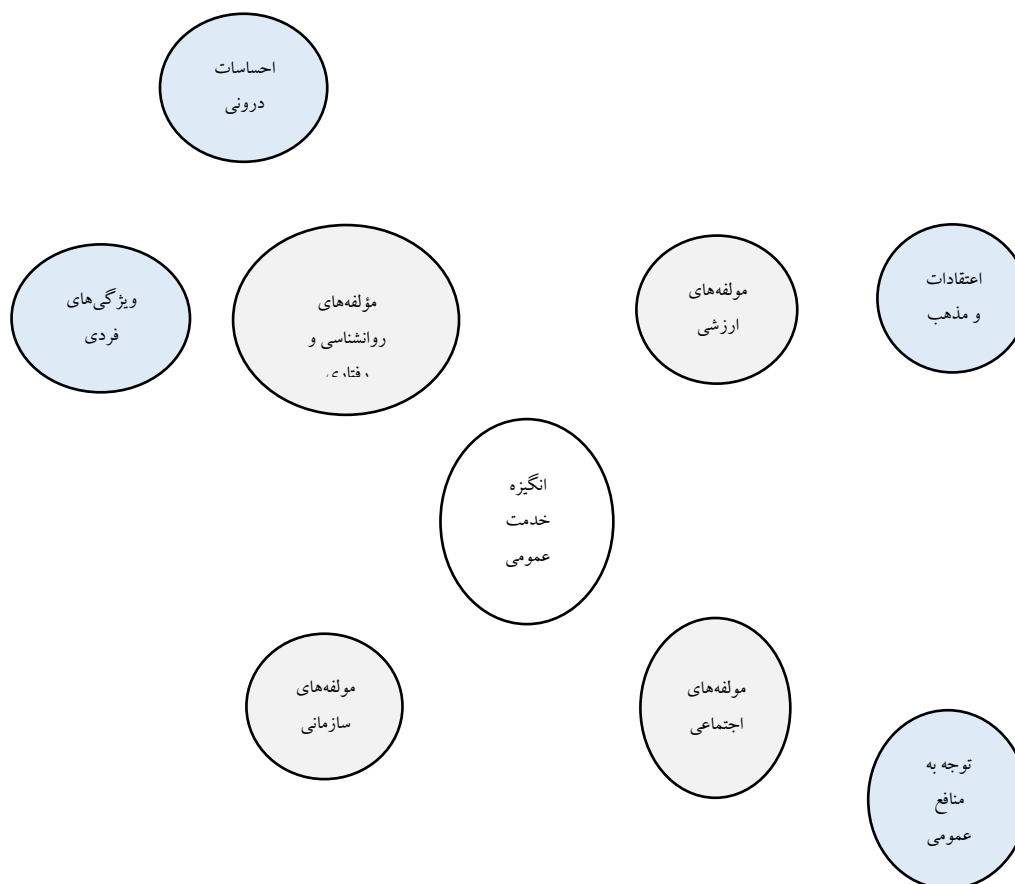 احساسات
درونی
ویژگی‌های
فردی
مؤلفه‌های
روانشناسی و
رفتاری
مولفه‌های
ارزشی
اعتقادات
و مذهب
انگیزه
خدمت
عمومی
مولفه‌های
سازمانی
مولفه‌های
اجتماعی
توجه به
منافع
عمومی